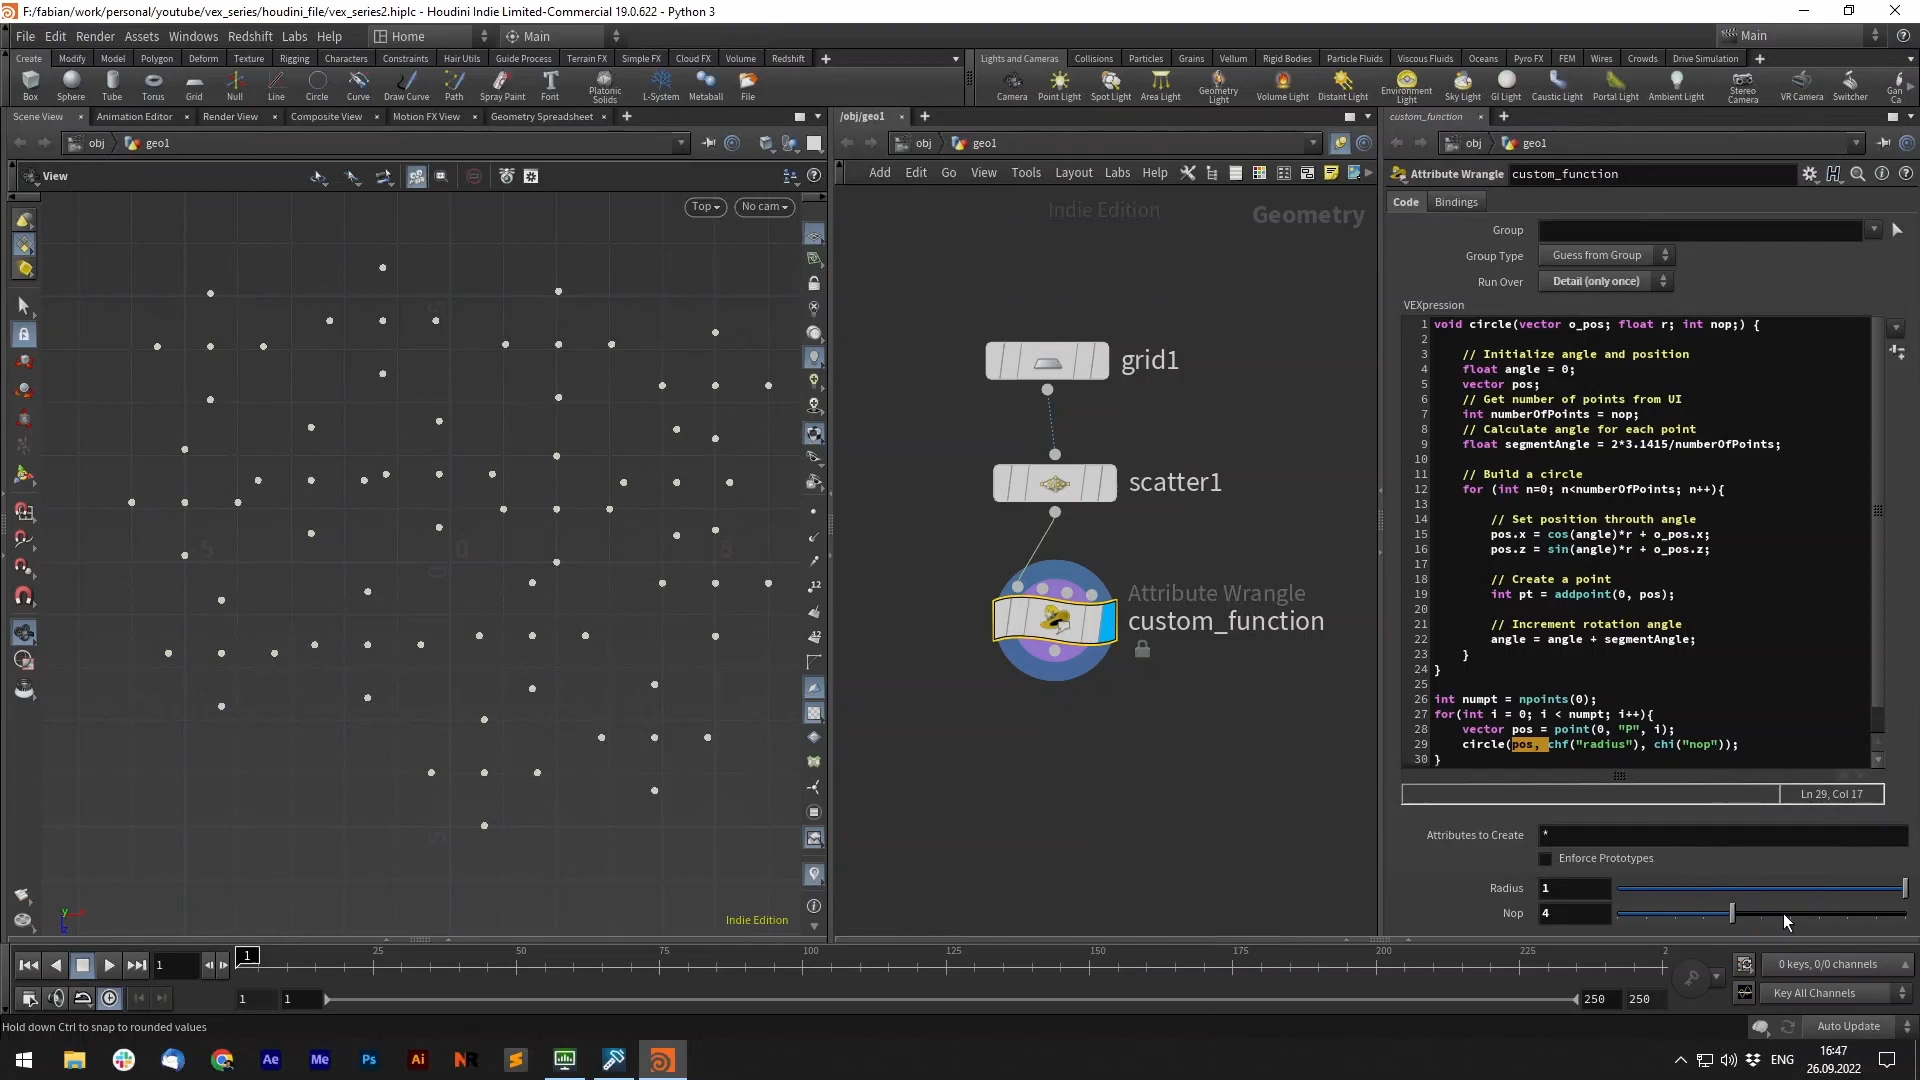 F:/fabian/work/personal/youtube/vex_series/houdini_file/vex_series2.hiplc - Houdini Indie Limited-Commercial 19.0.622 - Python 3
File Edit Render Assets Windows Redshift Labs Help Home Main Main
Create Modify Model Polygon Deform Texture Rigging Characters Constraints Hair Utils Guide Process Terrain FX Simple FX Cloud FX Volume Redshift
Lights and Cameras Collisions Particles Grains Vellum Rigid Bodies Particle Fluids Viscous Fluids Oceans Pyro FX FEM Wires Crowds Drive Simulation
Box Sphere Tube Torus Grid Null Line Circle Curve Draw Curve Path Spray Paint Font Platonic Solids L-System Metaball File
Camera Point Light Spot Light Area Light Geometry Light Volume Light Distant Light Environment Light Sky Light GI Light Caustic Light Portal Light Ambient Light Stereo Camera VR Camera Switcher Gan Ca
Scene View Animation Editor Render View Composite View Motion FX View Geometry Spreadsheet
obj geo1
View
Top No cam
Indie Edition
/obj/geo1
obj geo1
Add Edit Go View Tools Layout Labs Help
Indie Edition
Geometry
grid1
scatter1
Attribute Wrangle
custom_function
custom_function
obj geo1
Attribute Wrangle custom_function
Code Bindings
Group
Group Type Guess from Group
Run Over Detail (only once)
VEXpression
1 void circle(vector o_pos; float r; int nop;) {
2
3 // Initialize angle and position
4 float angle = 0;
5 vector pos;
6 // Get number of points from UI
7 int numberOfPoints = nop;
8 // Calculate angle for each point
9 float segmentAngle = 2*3.1415/numberOfPoints;
10
11 // Build a circle
12 for (int n=0; n<numberOfPoints; n++){
13
14 // Set position throuth angle
15 pos.x = cos(angle)*r + o_pos.x;
16 pos.z = sin(angle)*r + o_pos.z;
17
18 // Create a point
19 int pt = addpoint(0, pos);
20
21 // Increment rotation angle
22 angle = angle + segmentAngle;
23 }
24 }
25
26 int numpt = npoints(0);
27 for(int i = 0; i < numpt; i++){
28 vector pos = point(0, "P", i);
29 circle(pos, chf("radius"), chi("nop"));
30 }
Ln 29, Col 17
Attributes to Create *
Enforce Prototypes
Radius 1
Nop 4
1 1 25 50 75 100 125 150 175 200 225 2
0 keys, 0/0 channels
1 1 250 250
Key All Channels
Hold down Ctrl to snap to rounded values
Auto Update
Ae Me Ps Ai NR
ENG
16:47
26.09.2022